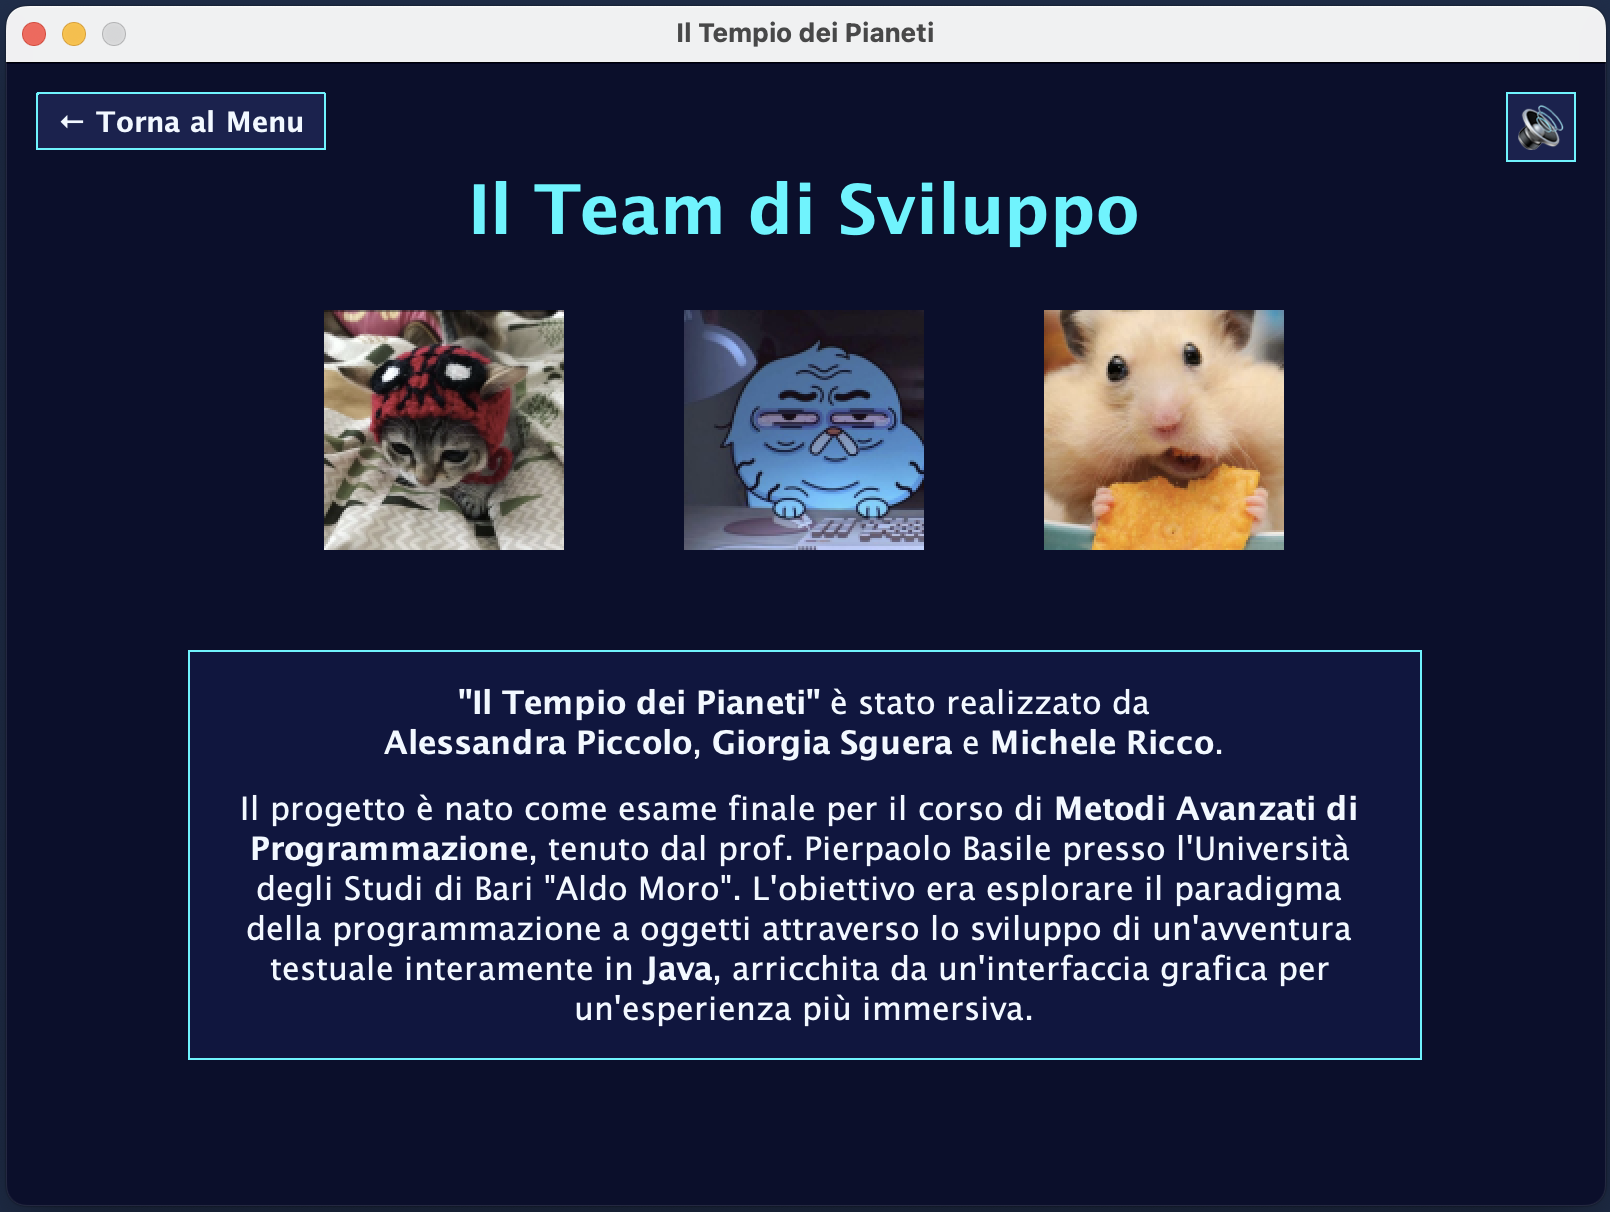 Il Tempio dei Pianeti
← Torna al Menu
Il Team di Sviluppo
"Il Tempio dei Pianeti" è stato realizzato da
Alessandra Piccolo, Giorgia Sguera e Michele Ricco.
Il progetto è nato come esame finale per il corso di Metodi Avanzati di
Programmazione, tenuto dal prof. Pierpaolo Basile presso l'Università
degli Studi di Bari "Aldo Moro". L'obiettivo era esplorare il paradigma
della programmazione a oggetti attraverso lo sviluppo di un'avventura
testuale interamente in Java, arricchita da un'interfaccia grafica per
un'esperienza più immersiva.